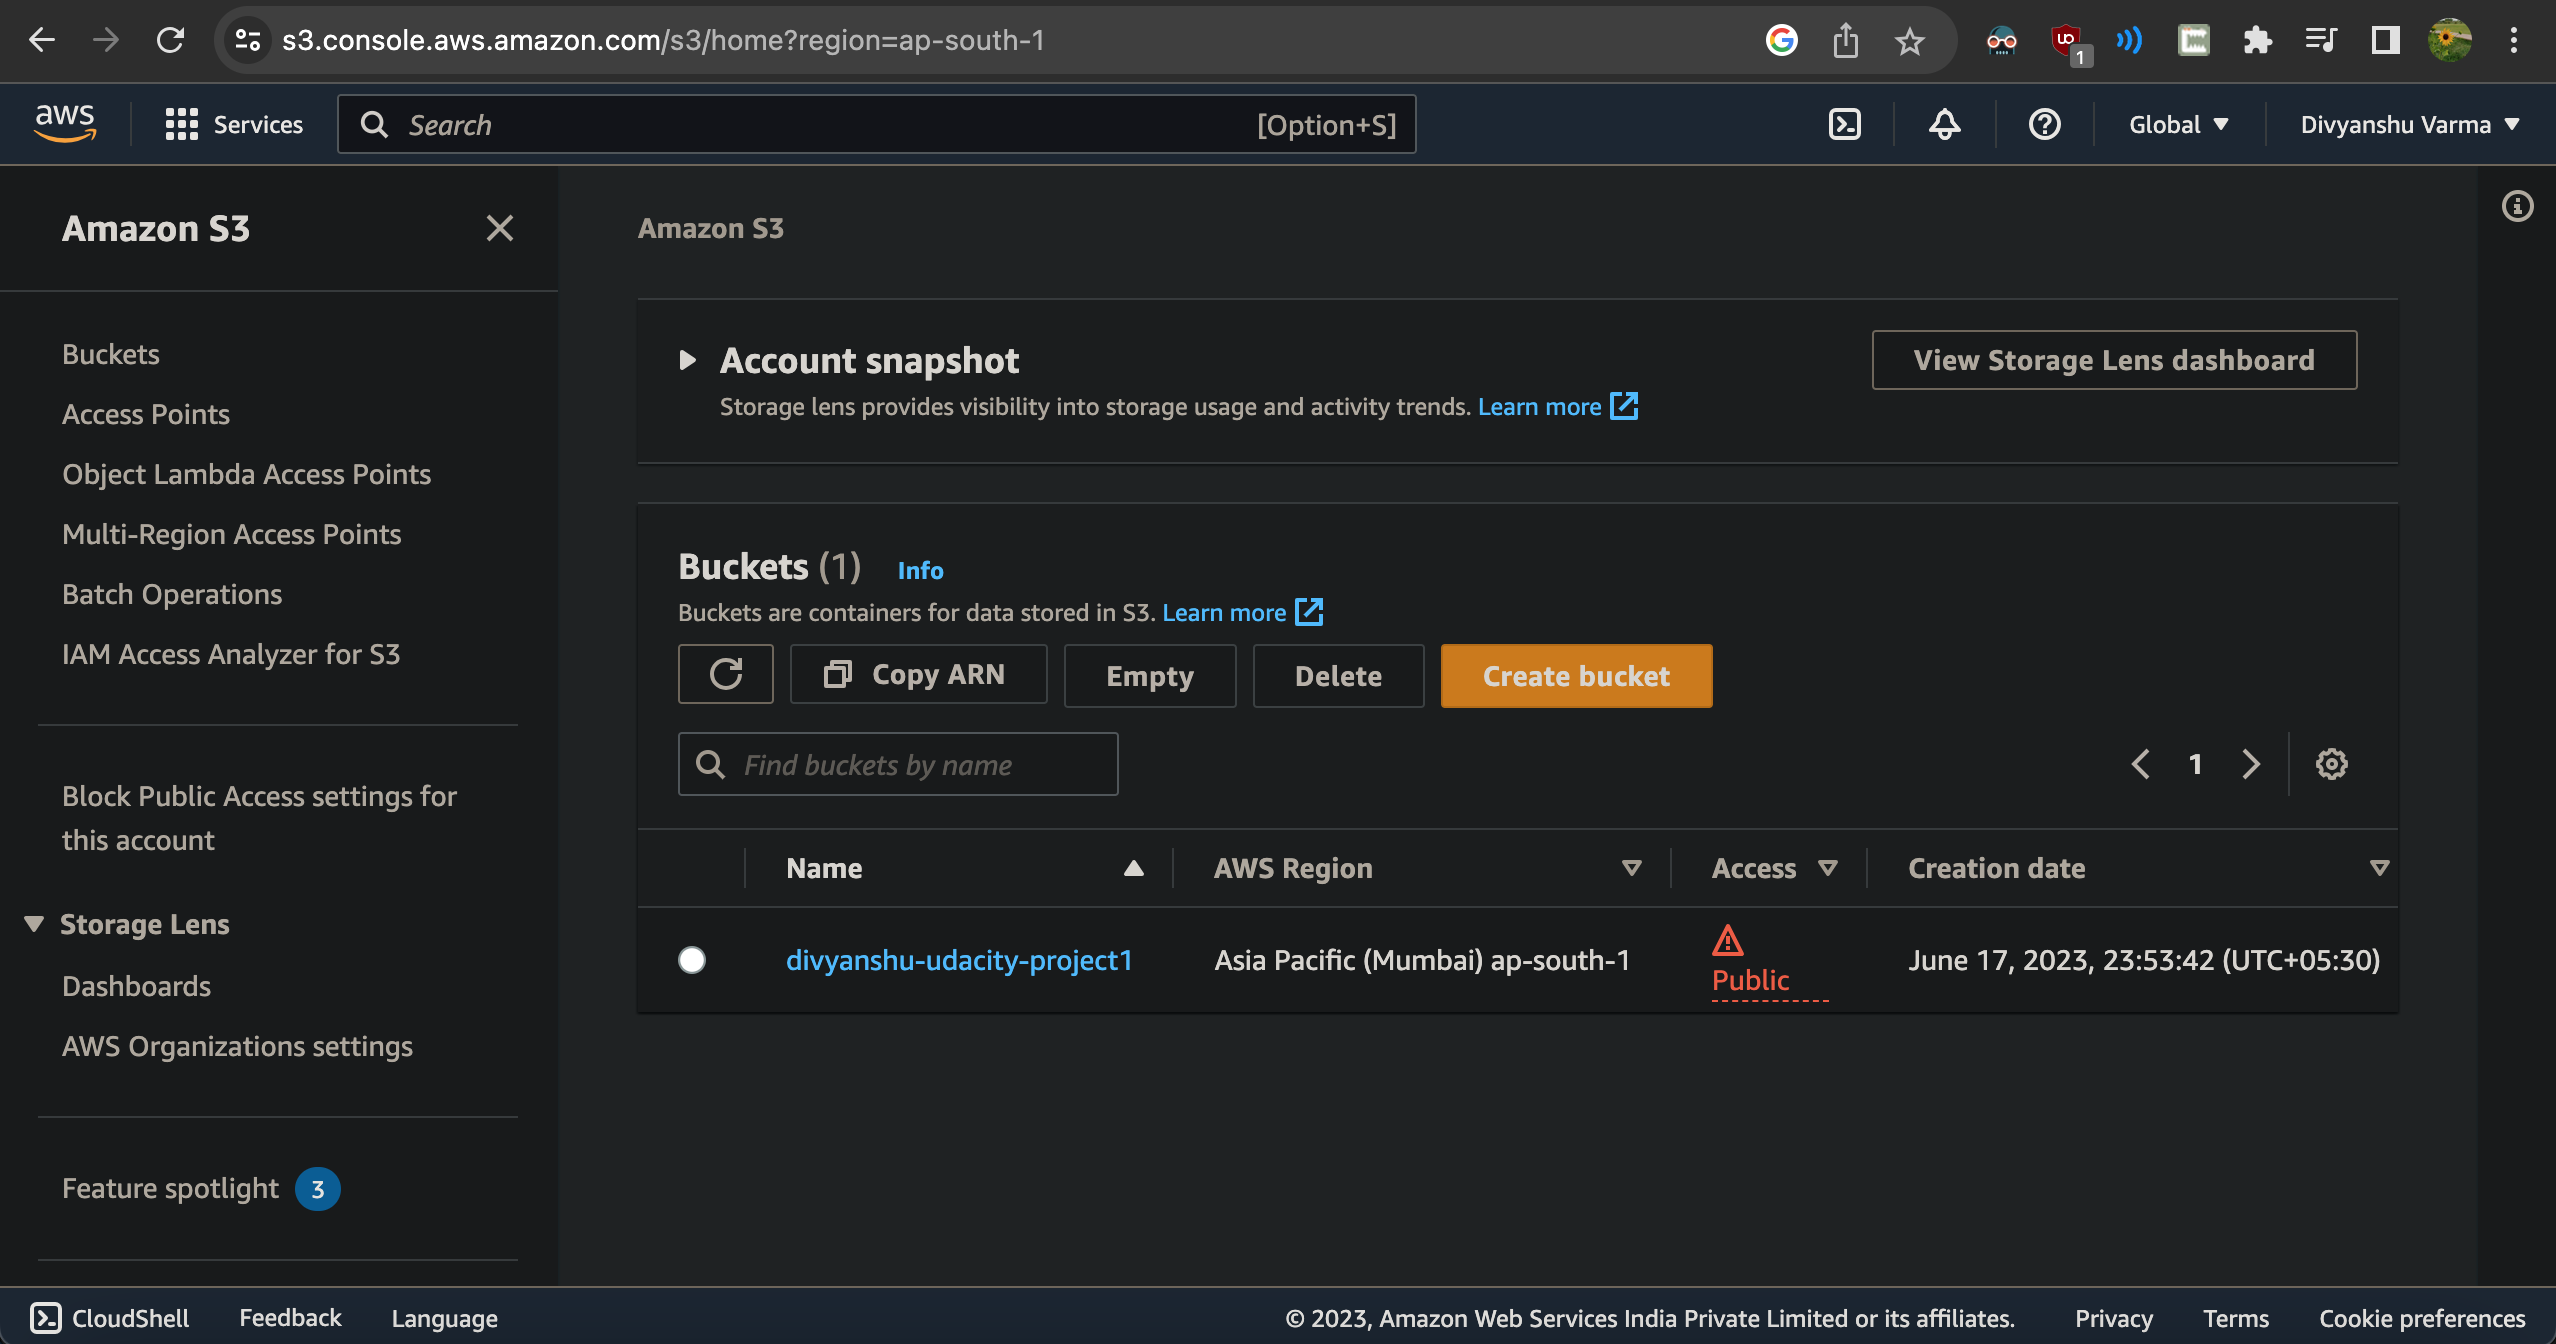 s3.console.aws.amazon.com/s3/home?region=ap-south-1
1
aws
Services
Search
[Option+S]
Global
Divyanshu Varma
Amazon S3
Buckets
Access Points
Object Lambda Access Points
Multi-Region Access Points
Batch Operations
IAM Access Analyzer for S3
Block Public Access settings for
this account
Storage Lens
Dashboards
AWS Organizations settings
Feature spotlight 3
Amazon S3
Account snapshot
View Storage Lens dashboard
Storage lens provides visibility into storage usage and activity trends. Learn more
Buckets (1) Info
Buckets are containers for data stored in S3. Learn more
Copy ARN
Empty
Delete
Create bucket
Find buckets by name
1
Name
AWS Region
Access
Creation date
divyanshu-udacity-project1
Asia Pacific (Mumbai) ap-south-1
Public
June 17, 2023, 23:53:42 (UTC+05:30)
CloudShell
Feedback
Language
© 2023, Amazon Web Services India Private Limited or its affiliates.
Privacy
Terms
Cookie preferences